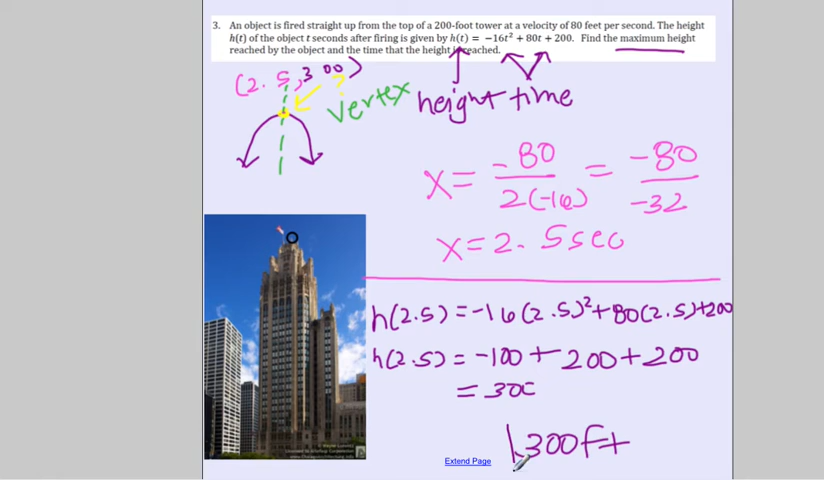 3. An object is fired straight up from the top of a 200-foot tower at a velocity of 80 feet per second. The height
h(t) of the object t seconds after firing is given by h(t) = −16t² + 80t + 200. Find the maximum height
reached by the object and the time that the height is reached.
(2.5, 300)
?
vertex
height time
x = -80/2(-16) = -80/-32
x = 2.5 sec
h(2.5) = -16(2.5)² + 80(2.5) + 200
h(2.5) = -100 + 200 + 200
= 300
300ft
Extend Page